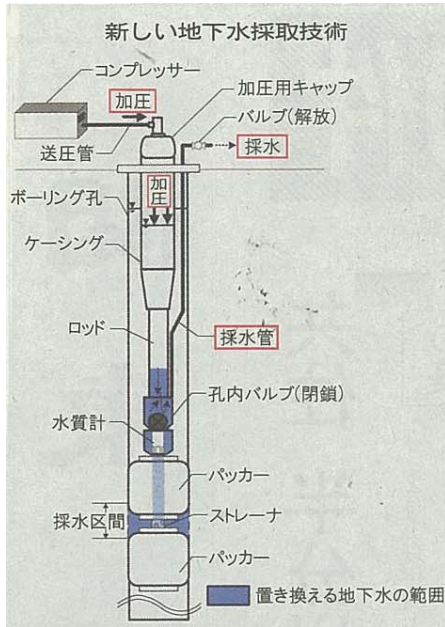 新しい地下水採取技術
コンプレッサー
加圧
加圧用キャップ
バルブ(解放)
送圧管
採水
ボーリング孔
加圧
ケーシング
ロッド
採水管
孔内バルブ(閉鎖)
水質計
パッカー
採水区間
ストレーナ
パッカー
置き換える地下水の範囲